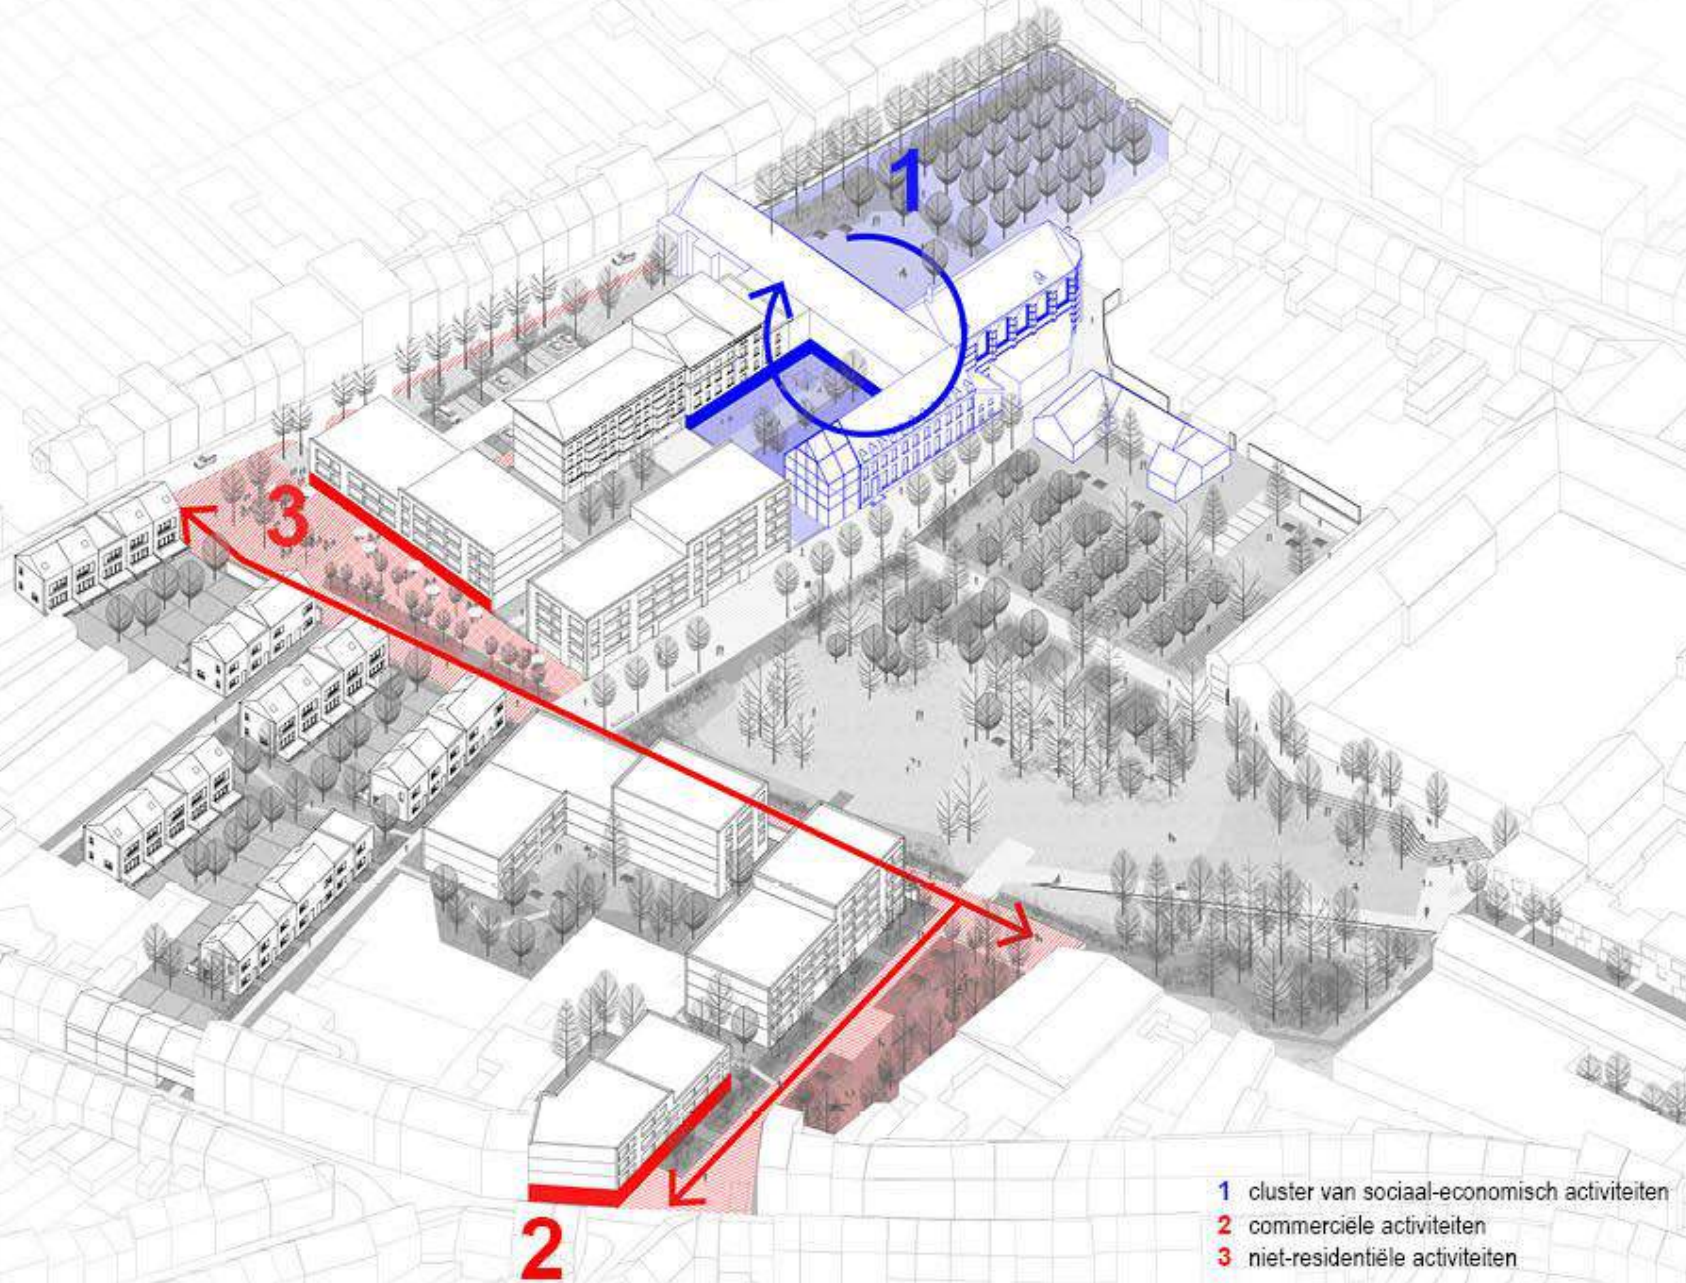 1
3
2
1 cluster van sociaal-economisch activiteiten
2 commerciële activiteiten
3 niet-residentiële activiteiten